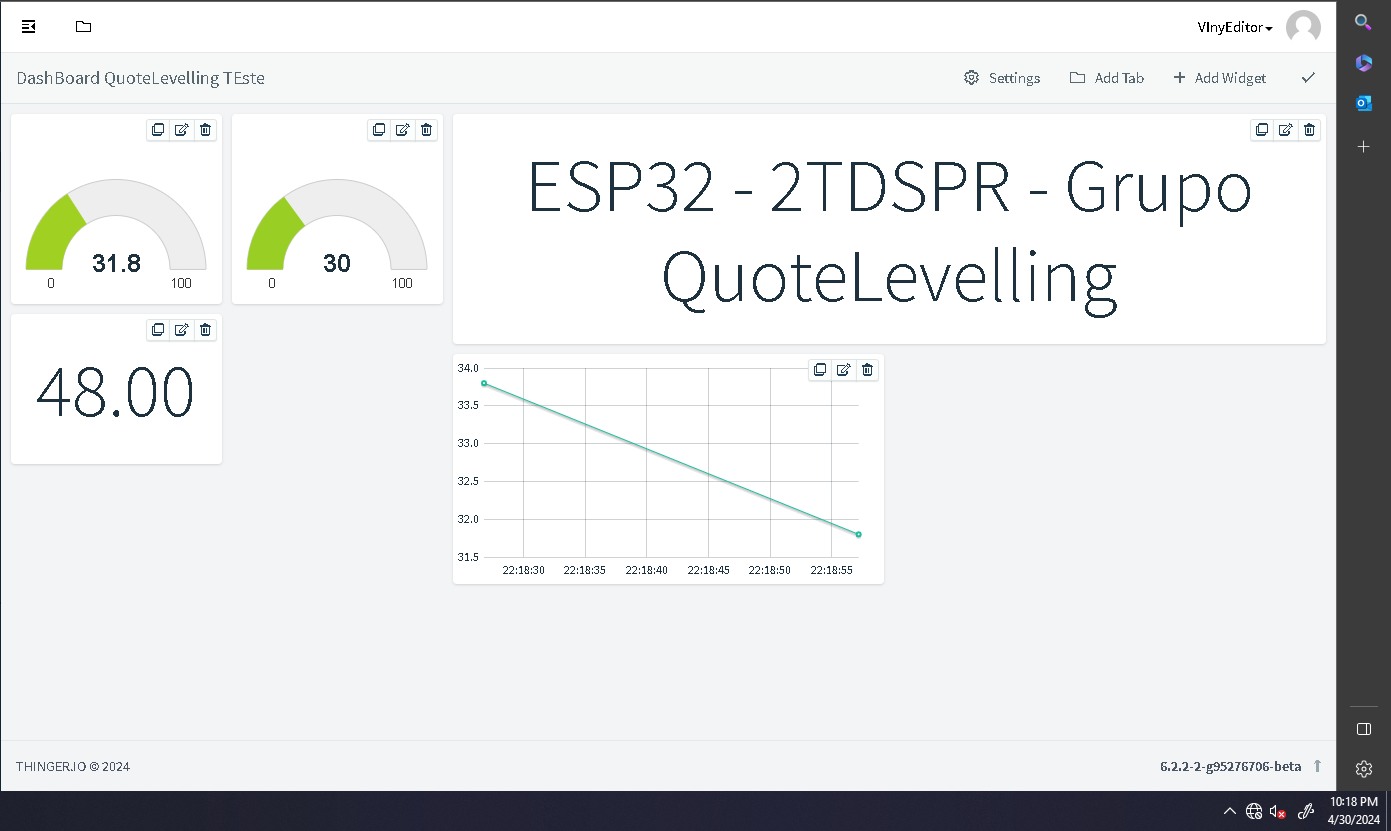 VInyEditor
DashBoard QuoteLevelling TEste
Settings
Add Tab
Add Widget
31.8
0
100
30
0
100
ESP32 - 2TDSPR - Grupo
QuoteLevelling
48.00
34.0
33.5
33.0
32.5
32.0
31.5
22:18:30
22:18:35
22:18:40
22:18:45
22:18:50
22:18:55
THINGER.IO © 2024
6.2.2-2-g95276706-beta
10:18 PM
4/30/2024